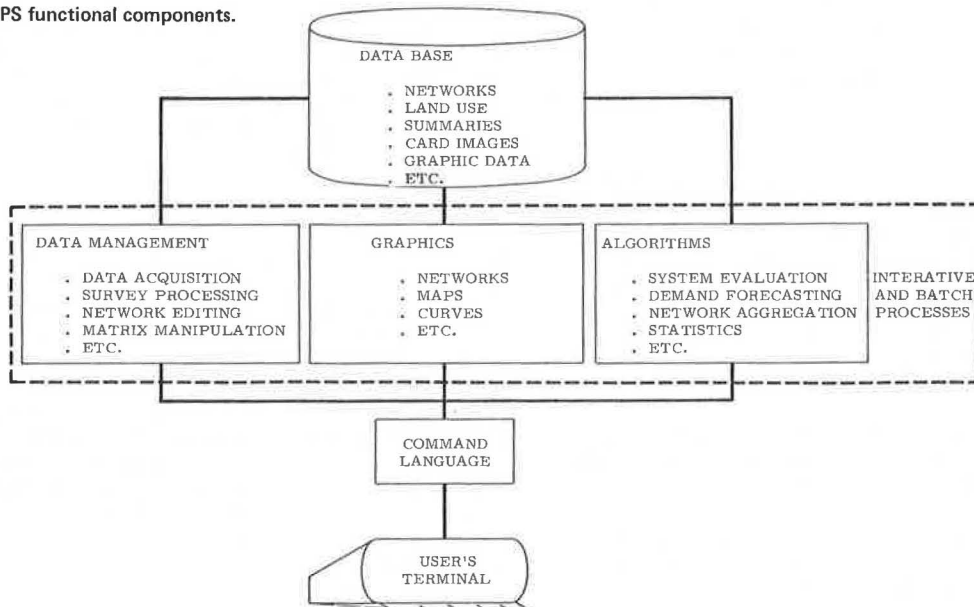 PS functional components.
DATA BASE
. NETWORKS
. LAND USE
. SUMMARIES
. CARD IMAGES
. GRAPHIC DATA
. ETC.
DATA MANAGEMENT
. DATA ACQUISITION
. SURVEY PROCESSING
. NETWORK EDITING
. MATRIX MANIPULATION
. ETC.
GRAPHICS
. NETWORKS
. MAPS
. CURVES
. ETC.
ALGORITHMS
. SYSTEM EVALUATION
. DEMAND FORECASTING
. NETWORK AGGREGATION
. STATISTICS
. ETC.
INTERATIVE
AND BATCH
PROCESSES
COMMAND
LANGUAGE
USER'S
TERMINAL